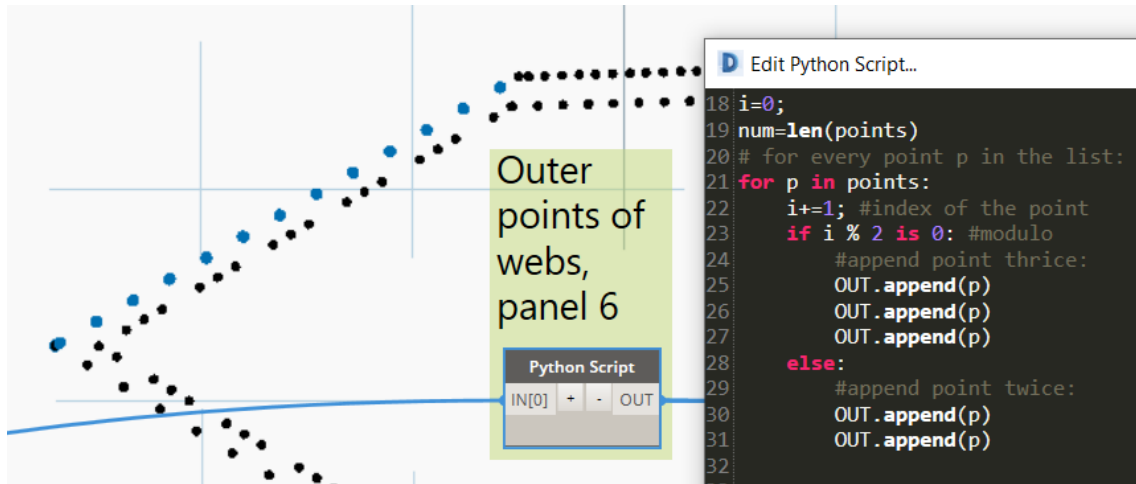 Outer
points of
webs,
panel 6
Python Script
IN[0] + - OUT
Edit Python Script...
18 i=0;
19 num=len(points)
20 # for every point p in the list:
21 for p in points:
22     i+=1; #index of the point
23     if i % 2 is 0: #modulo
24         #append point thrice:
25         OUT.append(p)
26         OUT.append(p)
27         OUT.append(p)
28     else:
29         #append point twice:
30         OUT.append(p)
31         OUT.append(p)
32